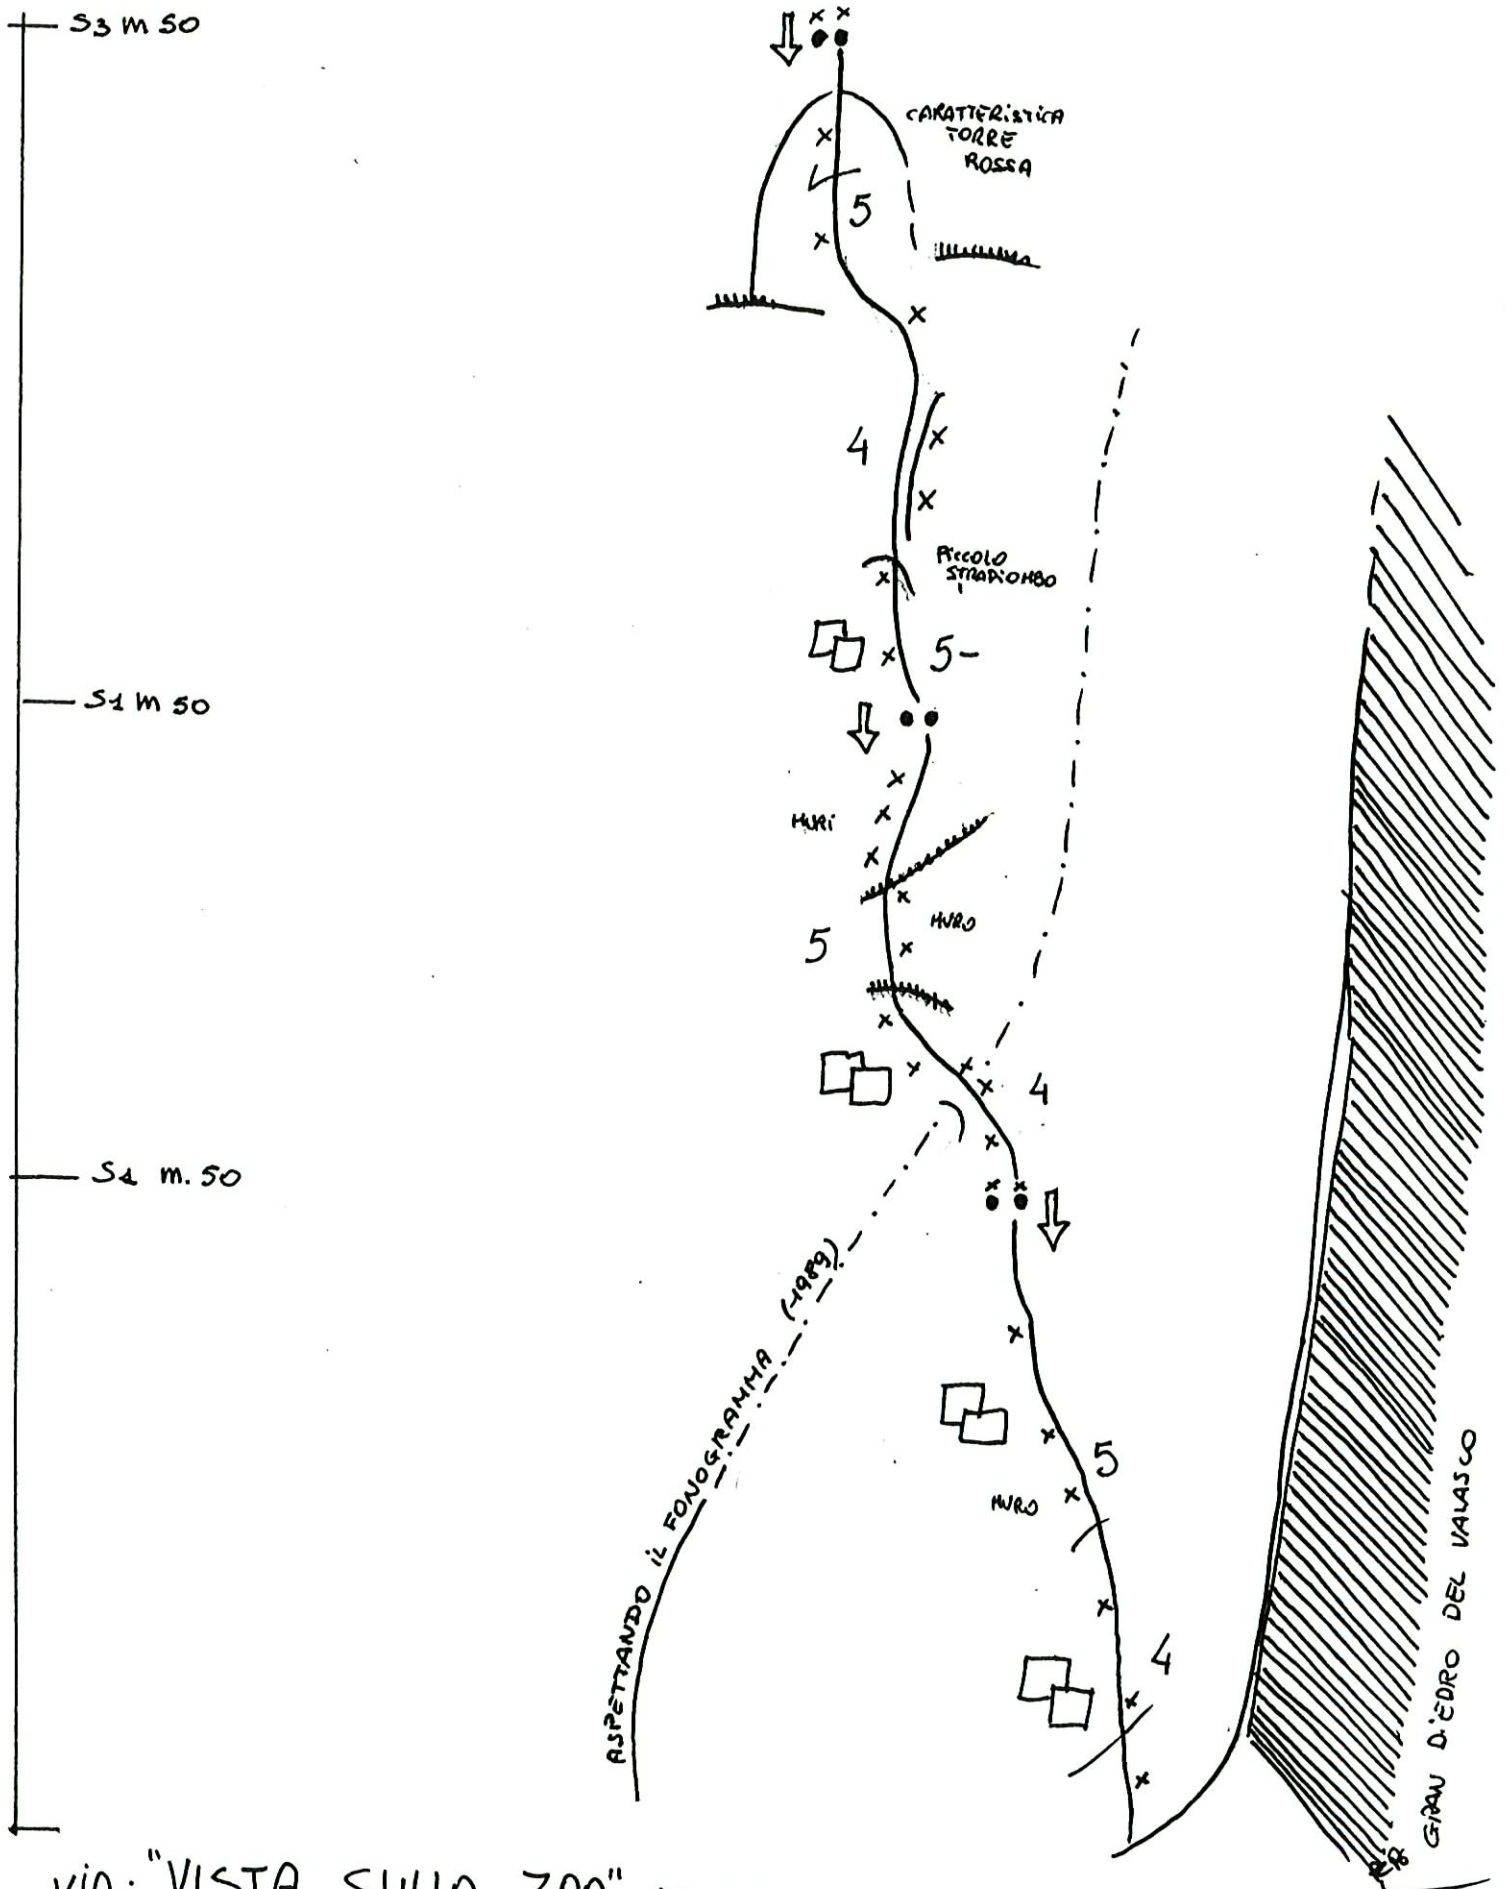 S3 m 50
CARATTERISTICA
TORRE
ROSSA
5
4
PICCOLO
STRAPIOMBO
5-
S1 m 50
MURI
MURO
5
4
S1 m. 50
ASPETTANDO iL FONOGRAMMA (1989)
5
MURO
4
GRAN DiEDRO DEL VALASCO
via: "VISTA SULLO ZOO"